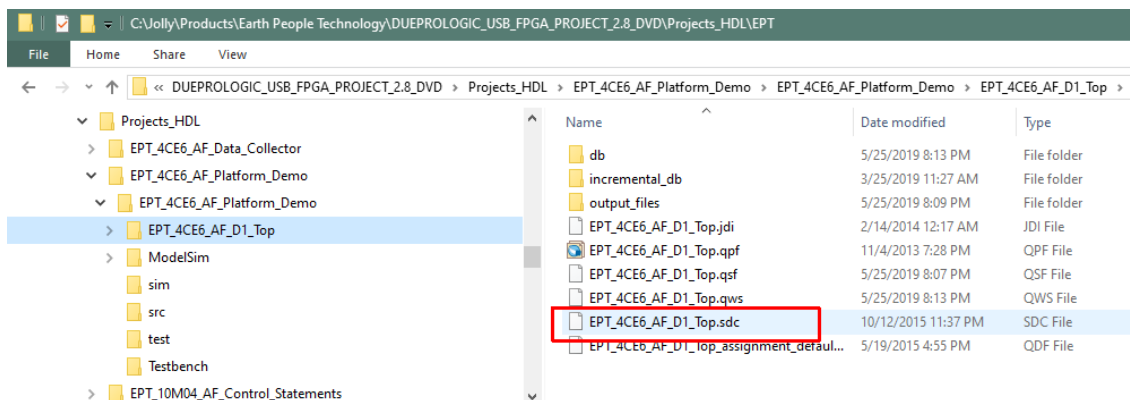 C:\Jolly\Products\Earth People Technology\DUEPROLOGIC_USB_FPGA_PROJECT_2.8_DVD\Projects_HDL\EPT
File Home Share View
« DUEPROLOGIC_USB_FPGA_PROJECT_2.8_DVD > Projects_HDL > EPT_4CE6_AF_Platform_Demo > EPT_4CE6_AF_Platform_Demo > EPT_4CE6_AF_D1_Top >
Projects_HDL
EPT_4CE6_AF_Data_Collector
EPT_4CE6_AF_Platform_Demo
EPT_4CE6_AF_Platform_Demo
EPT_4CE6_AF_D1_Top
ModelSim
sim
src
test
Testbench
EPT_10M04_AF_Control_Statements
Name Date modified Type
db 5/25/2019 8:13 PM File folder
incremental_db 3/25/2019 11:27 AM File folder
output_files 5/25/2019 8:09 PM File folder
EPT_4CE6_AF_D1_Top.jdi 2/14/2014 12:17 AM JDI File
EPT_4CE6_AF_D1_Top.qpf 11/4/2013 7:28 PM QPF File
EPT_4CE6_AF_D1_Top.qsf 5/25/2019 8:07 PM QSF File
EPT_4CE6_AF_D1_Top.qws 5/25/2019 8:13 PM QWS File
EPT_4CE6_AF_D1_Top.sdc 10/12/2015 11:37 PM SDC File
EPT_4CE6_AF_D1_Top_assignment_defaul... 5/19/2015 4:55 PM QDF File